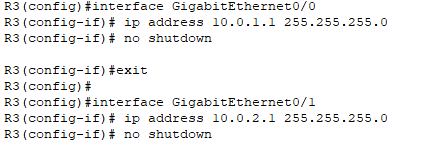 R3(config)#interface GigabitEthernet0/0
R3(config-if)# ip address 10.0.1.1 255.255.255.0
R3(config-if)# no shutdown
R3(config-if)#exit
R3(config)#
R3(config)#interface GigabitEthernet0/1
R3(config-if)# ip address 10.0.2.1 255.255.255.0
R3(config-if)# no shutdown